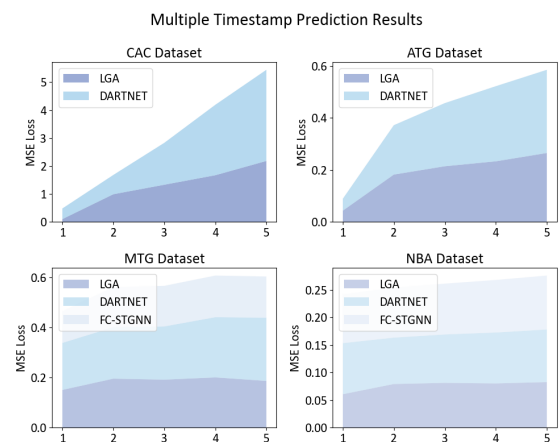 Multiple Timestamp Prediction Results
CAC Dataset
LGA
DARTNET
MSE Loss
5
4
3
2
1
0
1 2 3 4 5
ATG Dataset
LGA
DARTNET
MSE Loss
0.6
0.4
0.2
0.0
1 2 3 4 5
MTG Dataset
LGA
DARTNET
FC-STGNN
MSE Loss
0.6
0.4
0.2
0.0
1 2 3 4 5
NBA Dataset
LGA
DARTNET
FC-STGNN
MSE Loss
0.25
0.20
0.15
0.10
0.05
0.00
1 2 3 4 5